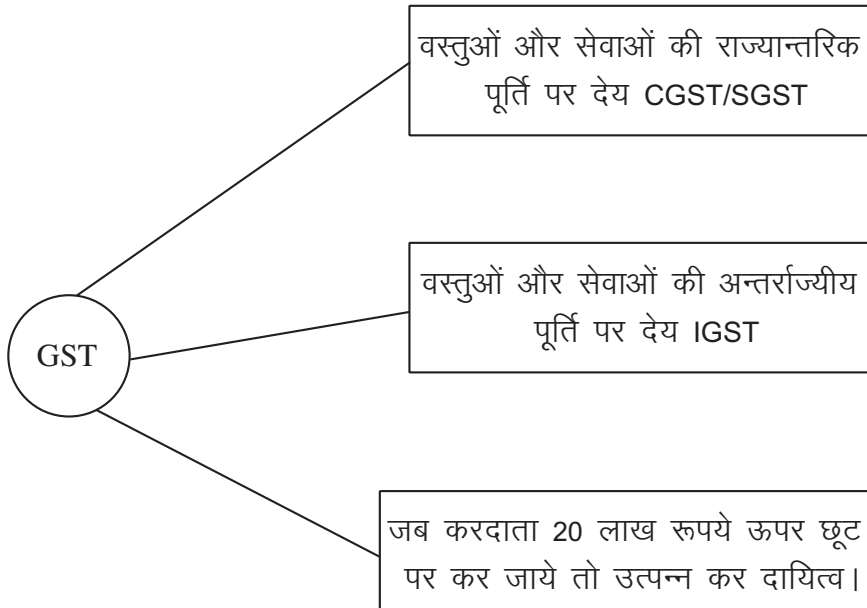 वस्तुओं और सेवाओं की राज्यान्तरिक
पूर्ति पर देय CGST/SGST
वस्तुओं और सेवाओं की अन्तर्राज्यीय
पूर्ति पर देय IGST
GST
जब करदाता 20 लाख रूपये ऊपर छूट
पर कर जाये तो उत्पन्न कर दायित्व।